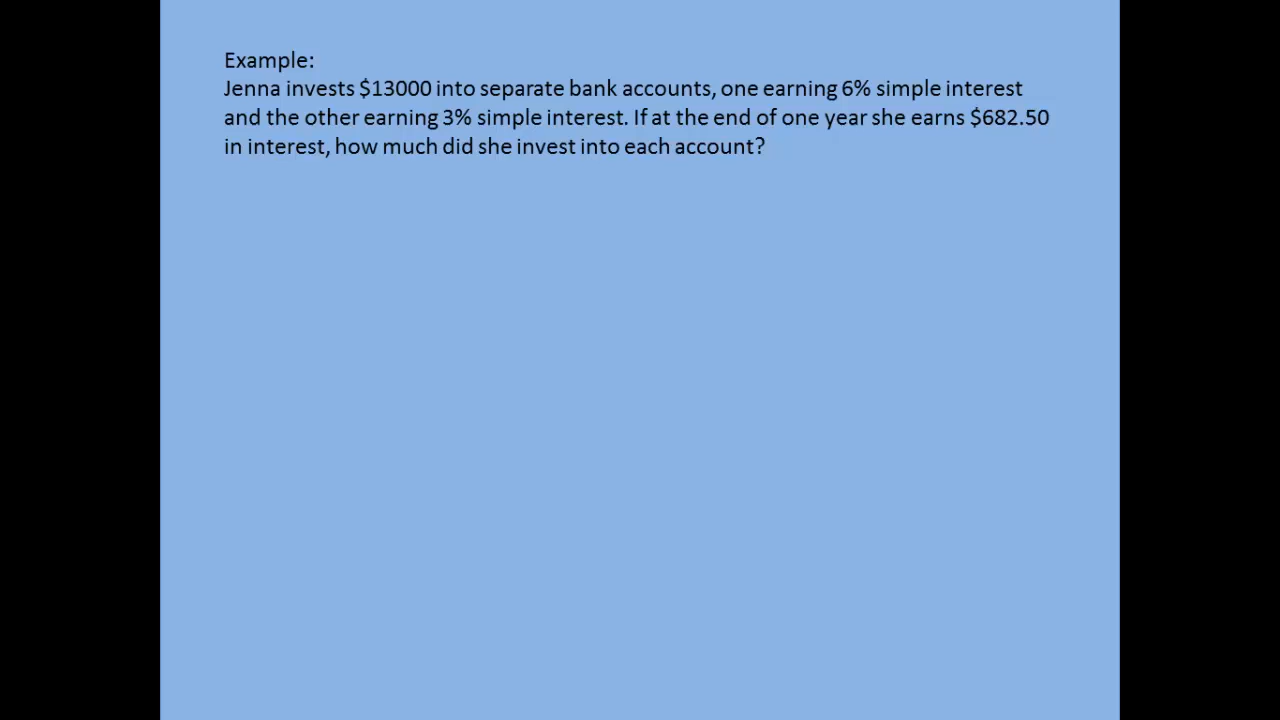 Example:
Jenna invests $13000 into separate bank accounts, one earning 6% simple interest
and the other earning 3% simple interest. If at the end of one year she earns $682.50
in interest, how much did she invest into each account?